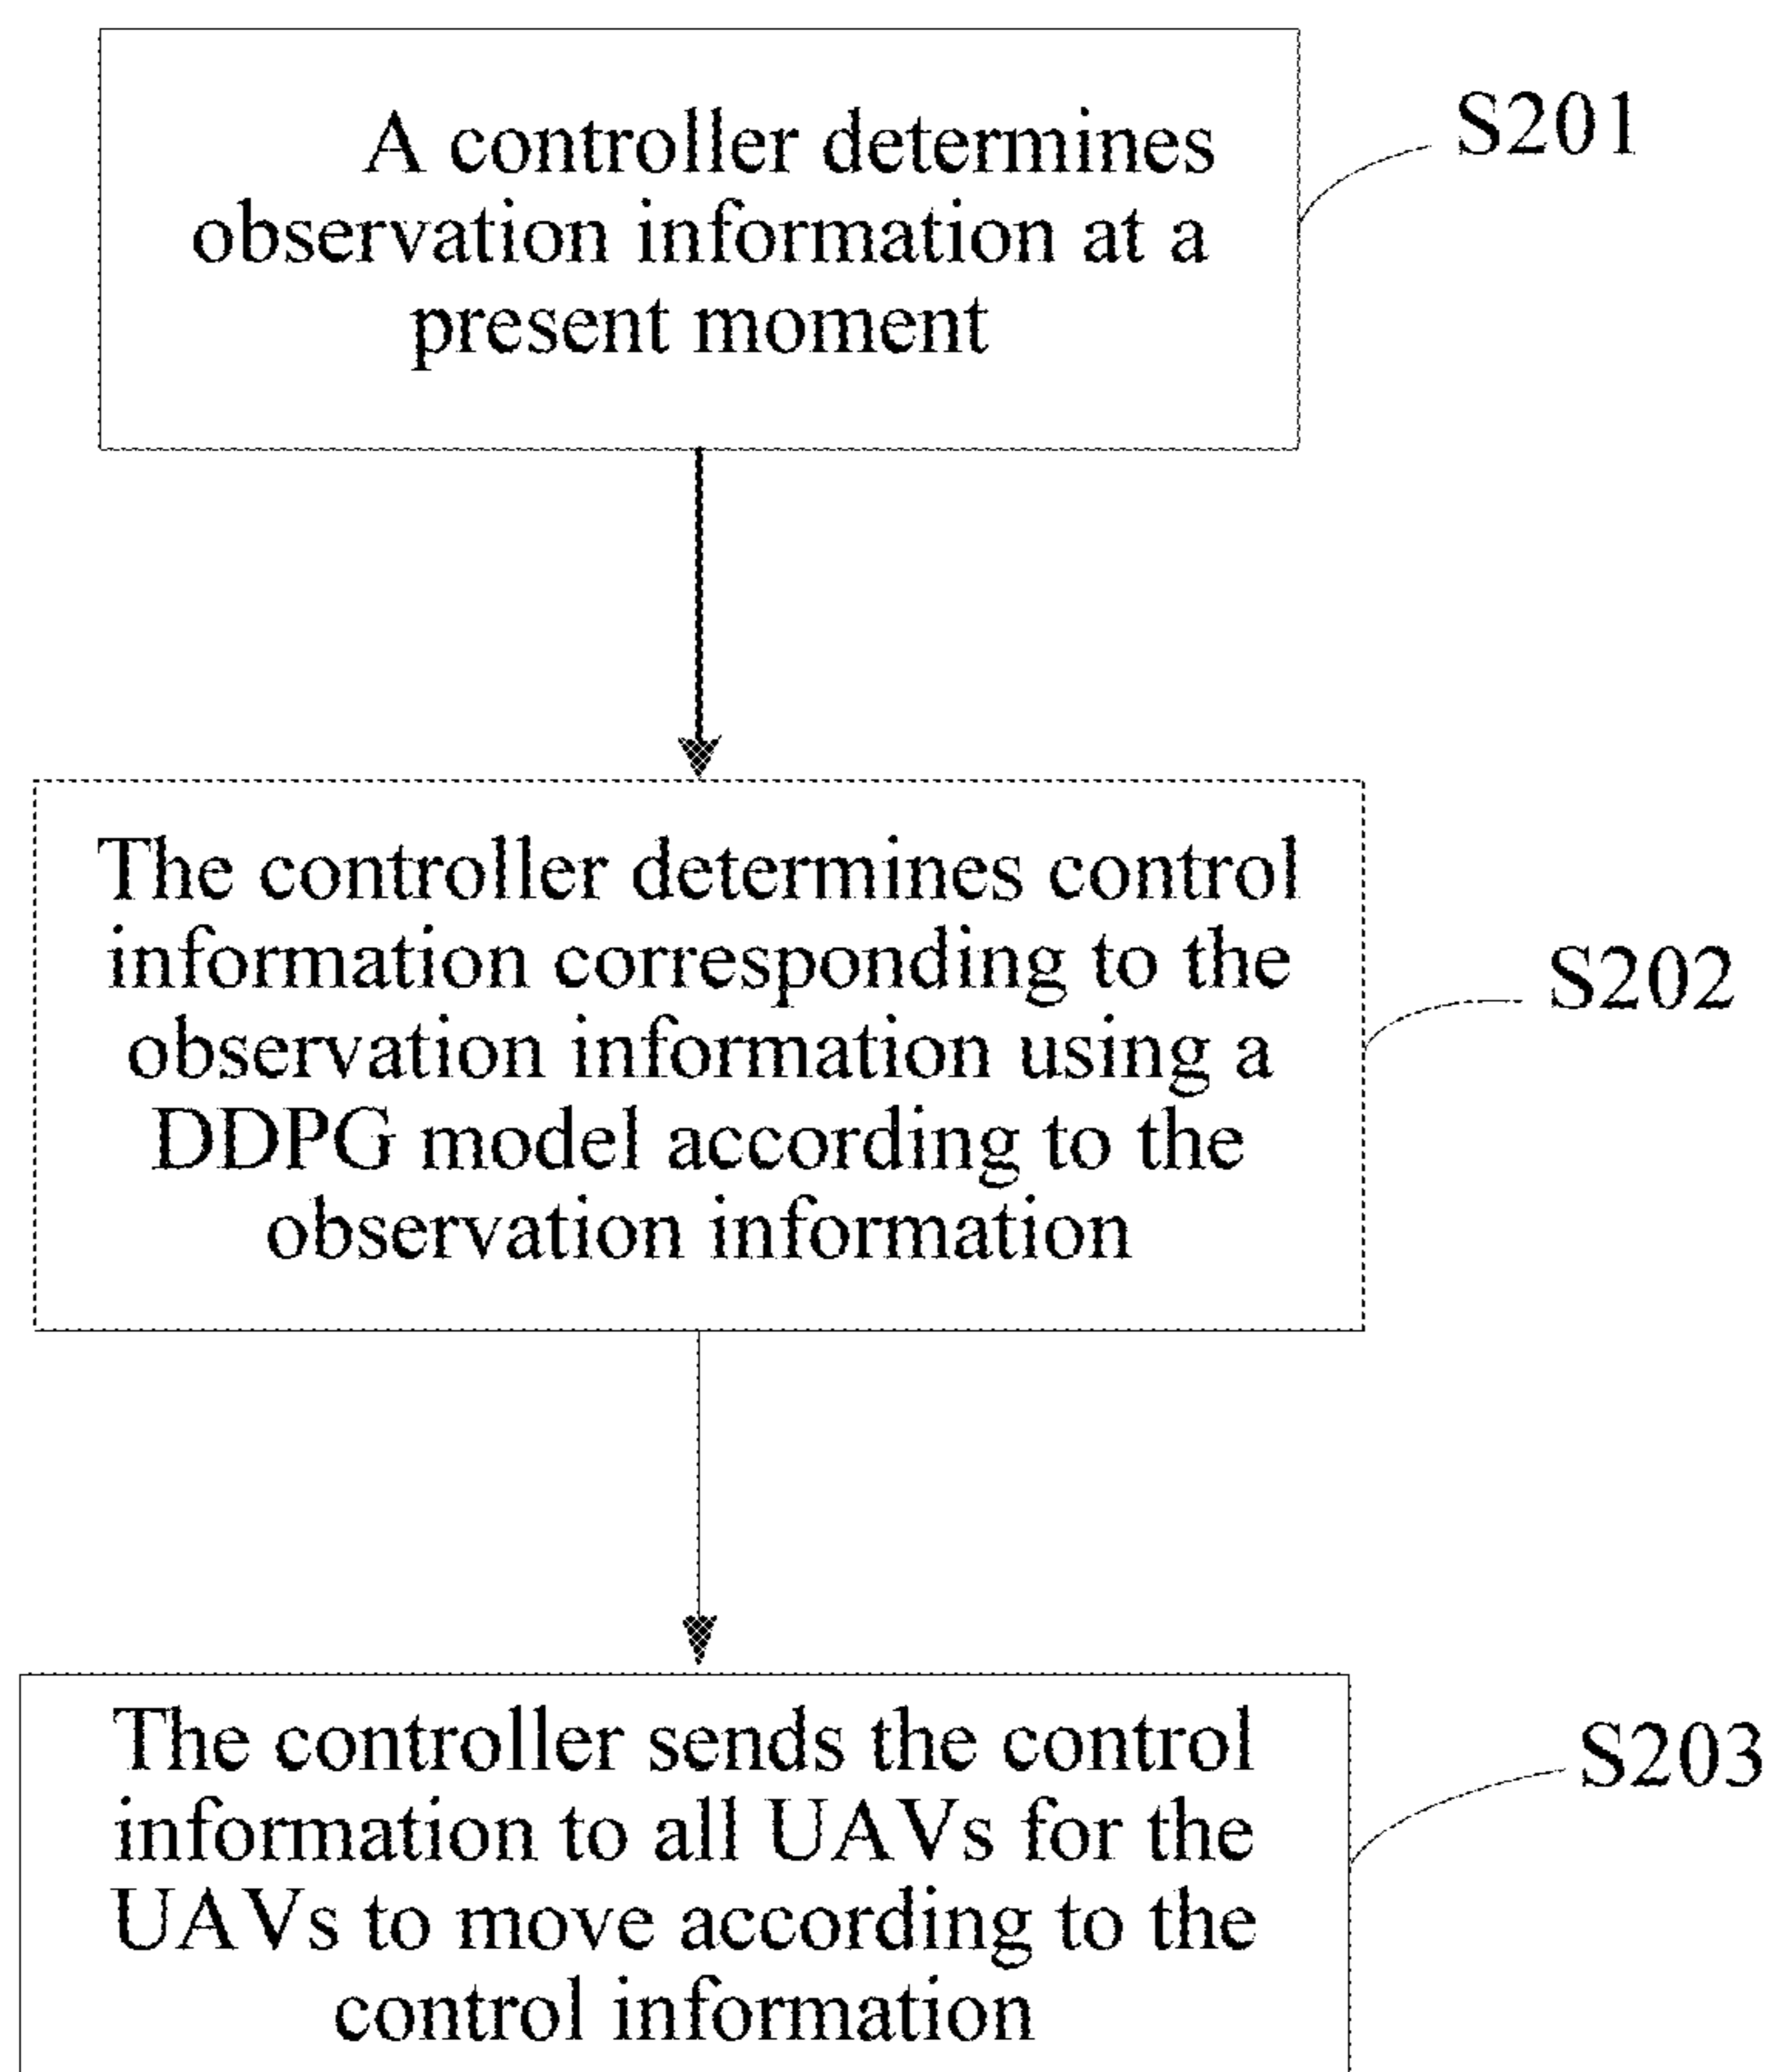 A controller determines
observation information at a
present moment
S201
The controller determines control
information corresponding to the
observation information using a
DDPG model according to the
observation information
S202
The controller sends the control
information to all UAVs for the
UAVs to move according to the
control information
S203